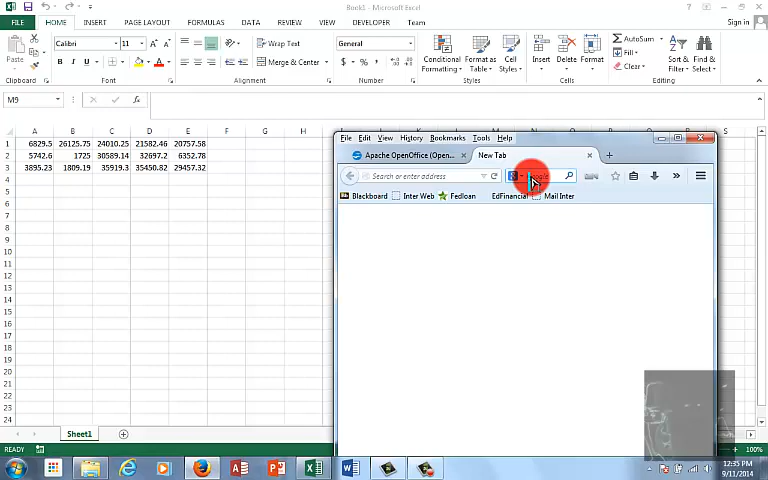 Book1 - Microsoft Excel
FILE HOME INSERT PAGE LAYOUT FORMULAS DATA REVIEW VIEW DEVELOPER Team Sign in
Paste
Calibri 11
B I U
Wrap Text
Merge & Center
General
$ % ,
Conditional Formatting
Format as Table
Cell Styles
Insert Delete Format
AutoSum
Fill
Clear
Sort & Filter
Find & Select
Clipboard Font Alignment Number Styles Cells Editing
M9
A B C D E F G H S
1 6829.5 26125.75 24010.25 21582.46 20757.58
2 5742.6 1725 30589.14 32697.2 6352.78
3 3895.23 1809.19 35919.3 35450.82 29457.32
4
5
6
7
8
9
10
11
12
13
14
15
16
17
18
19
20
21
22
23
24
File Edit View History Bookmarks Tools Help
Apache OpenOffice (Open... New Tab
Search or enter address
Blackboard Inter Web Fedloan EdFinancial Mail Inter
Sheet1
READY
100%
12:35 PM
9/11/2014